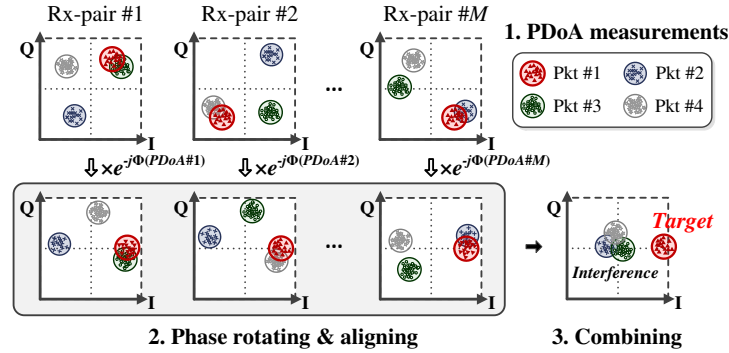 Rx-pair #1
Rx-pair #2
Rx-pair #M
1. PDoA measurements
Q
I
Q
I
...
Q
I
Pkt #1
Pkt #2
Pkt #3
Pkt #4
×e^-jΦ(PDoA#1)
×e^-jΦ(PDoA#2)
×e^-jΦ(PDoA#M)
Q
I
Q
I
...
Q
I
Q
I
Target
Interference
2. Phase rotating & aligning
3. Combining